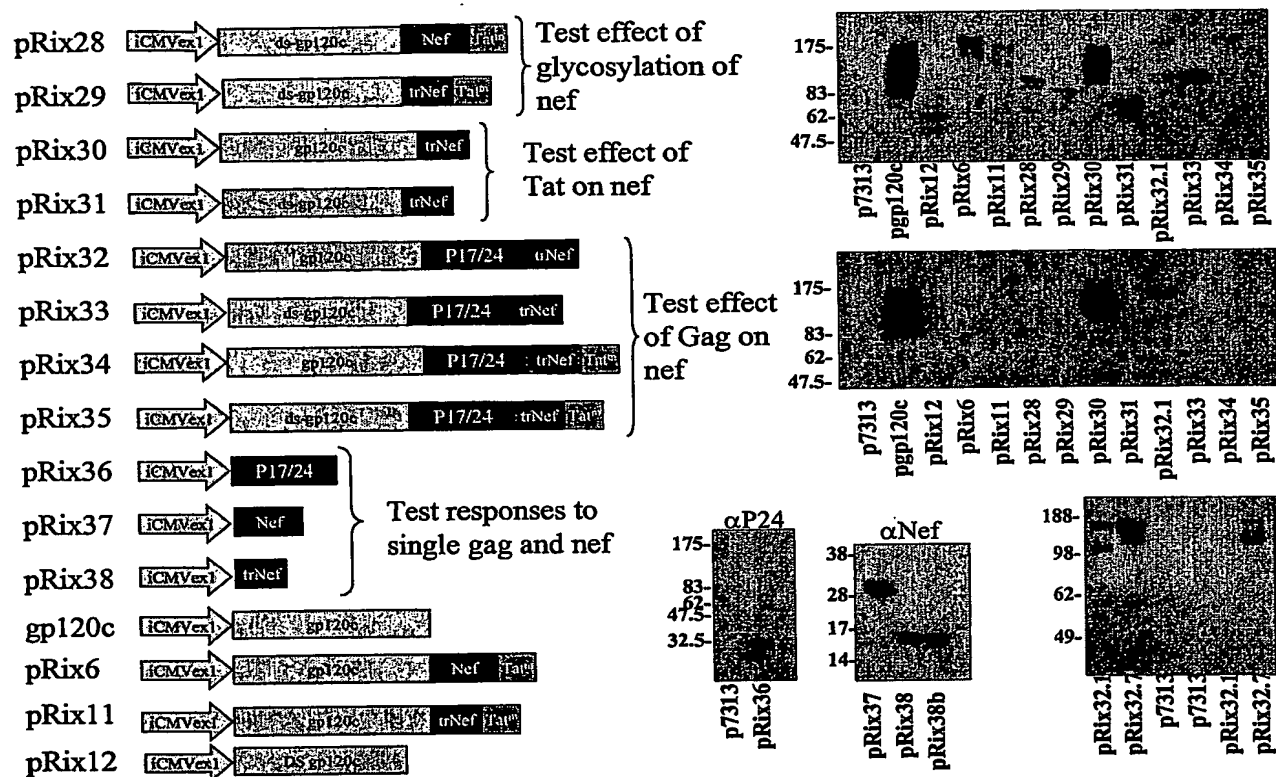 pRix28 iCMVex1 ds-gp120c Nef Tat
pRix29 iCMVex1 ds-gp120c trNef Tat
Test effect of
glycosylation of
nef
pRix30 iCMVex1 gp120c trNef
pRix31 iCMVex1 ds-gp120c trNef
Test effect of
Tat on nef
pRix32 iCMVex1 gp120c P17/24 trNef
pRix33 iCMVex1 ds-gp120c P17/24 trNef
pRix34 iCMVex1 gp120c P17/24 trNef Tat
pRix35 iCMVex1 ds-gp120c P17/24 trNef Tat
Test effect
of Gag on
nef
pRix36 iCMVex1 P17/24
pRix37 iCMVex1 Nef
pRix38 iCMVex1 trNef
Test responses to
single gag and nef
gp120c iCMVex1 gp120c
pRix6 iCMVex1 gp120c Nef Tat
pRix11 iCMVex1 gp120c trNef Tat
pRix12 iCMVex1 DS gp120c
175-
83-
62-
47.5-
p7313 pgp120c pRix12 pRix6 pRix11 pRix28 pRix29 pRix30 pRix31 pRix32.1 pRix33 pRix34 pRix35
175-
83-
62-
47.5-
p7313 pgp120c pRix12 pRix6 pRix11 pRix28 pRix29 pRix30 pRix31 pRix32.1 pRix33 pRix34 pRix35
αP24
175-
83-
62-
47.5-
32.5-
p7313 pRix36
αNef
38-
28-
17-
14-
pRix37 pRix38 pRix38b
188-
98-
62-
49-
pRix32.1 pRix32.7 p7313 p7313 pRix32.1 pRix32.7